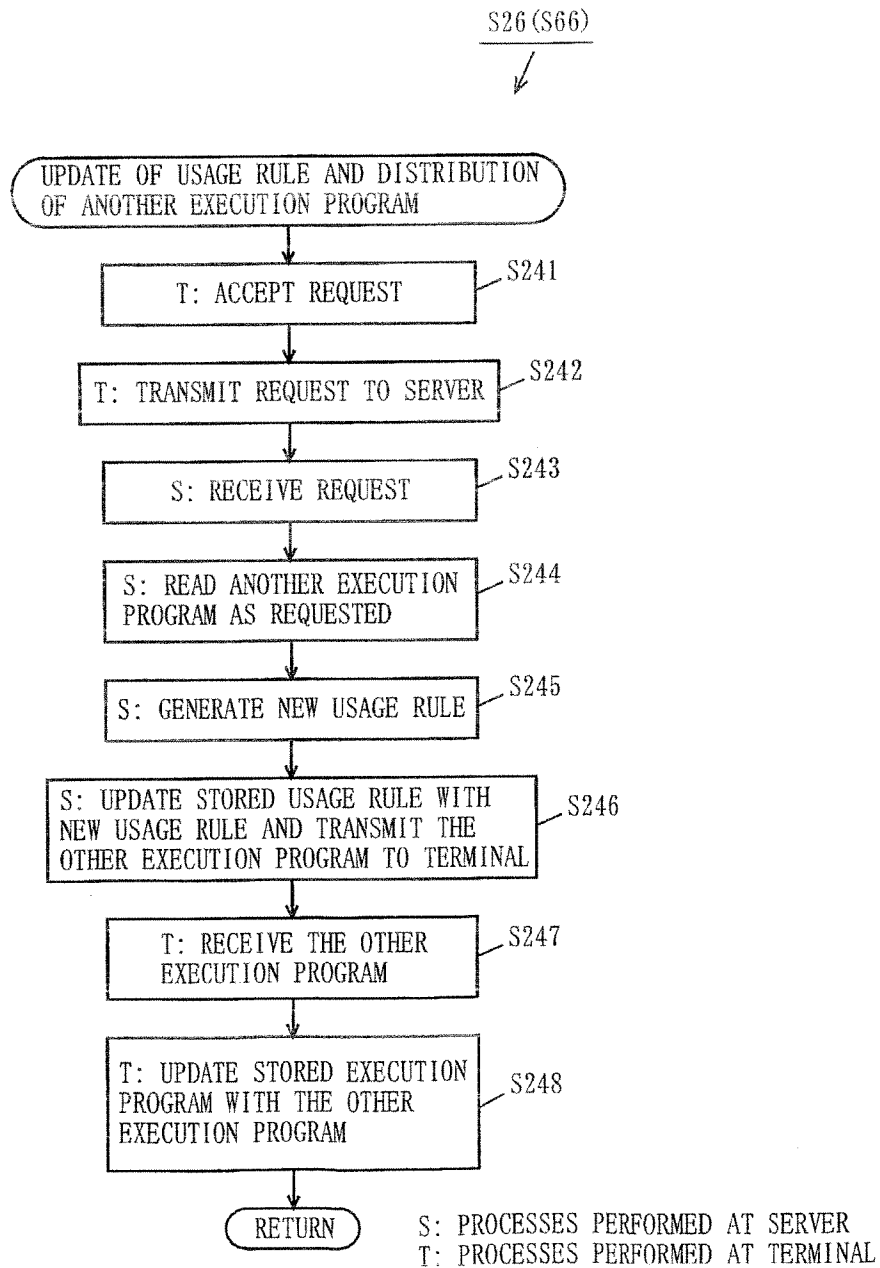 S26(S66)
UPDATE OF USAGE RULE AND DISTRIBUTION
OF ANOTHER EXECUTION PROGRAM
T: ACCEPT REQUEST
S241
T: TRANSMIT REQUEST TO SERVER
S242
S: RECEIVE REQUEST
S243
S: READ ANOTHER EXECUTION
PROGRAM AS REQUESTED
S244
S: GENERATE NEW USAGE RULE
S245
S: UPDATE STORED USAGE RULE WITH
NEW USAGE RULE AND TRANSMIT THE
OTHER EXECUTION PROGRAM TO TERMINAL
S246
T: RECEIVE THE OTHER
EXECUTION PROGRAM
S247
T: UPDATE STORED EXECUTION
PROGRAM WITH THE OTHER
EXECUTION PROGRAM
S248
RETURN
S: PROCESSES PERFORMED AT SERVER
T: PROCESSES PERFORMED AT TERMINAL